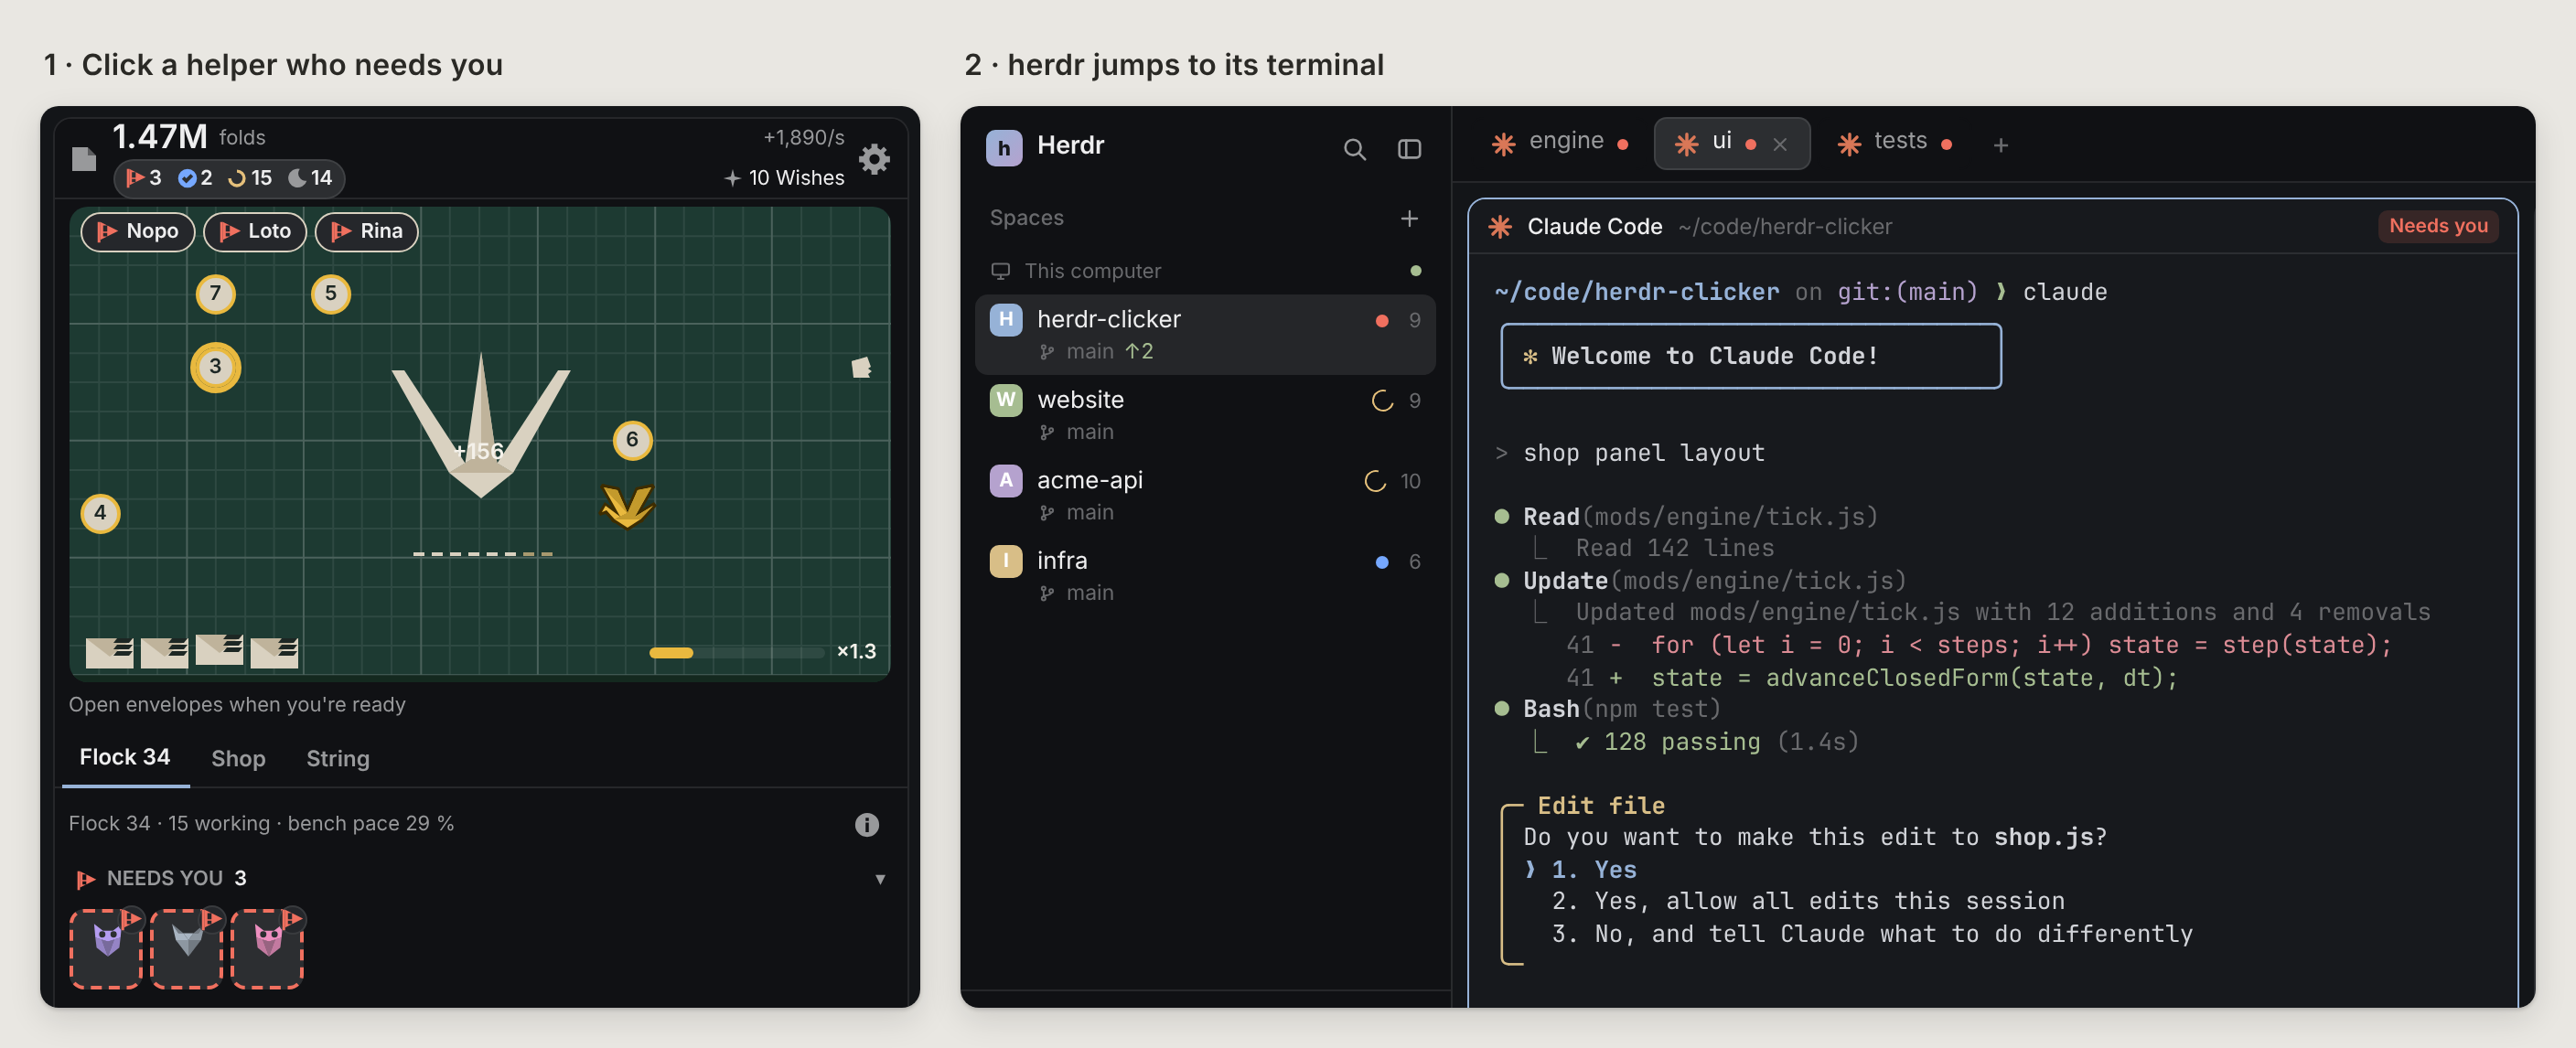 1 · Click a helper who needs you
1.47M folds
+1,890/s
3 2 15 14
10 Wishes
Nopo Loto Rina
7 5
3
+156
6
4
×1.3
Open envelopes when you're ready
Flock 34 Shop String
Flock 34 · 15 working · bench pace 29 %
NEEDS YOU 3
2 · herdr jumps to its terminal
h Herdr
Spaces
This computer
H herdr-clicker 9
main ↑2
W website 9
main
A acme-api 10
main
I infra 6
main
engine ui × tests +
Claude Code ~/code/herdr-clicker Needs you
~/code/herdr-clicker on git:(main) ❯ claude
✻ Welcome to Claude Code!
> shop panel layout
● Read(mods/engine/tick.js)
⎿ Read 142 lines
● Update(mods/engine/tick.js)
⎿ Updated mods/engine/tick.js with 12 additions and 4 removals
41 - for (let i = 0; i < steps; i++) state = step(state);
41 + state = advanceClosedForm(state, dt);
● Bash(npm test)
⎿ ✔ 128 passing (1.4s)
Edit file
Do you want to make this edit to shop.js?
❯ 1. Yes
2. Yes, allow all edits this session
3. No, and tell Claude what to do differently